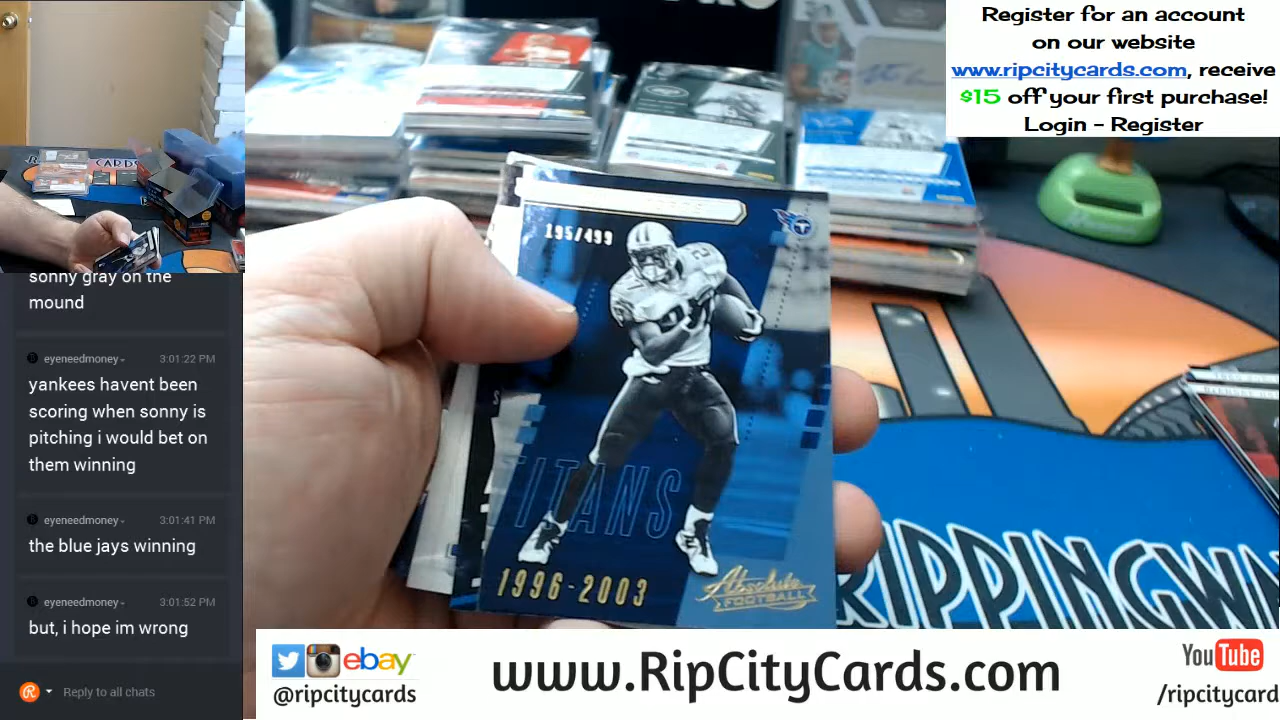 Register for an account
on our website
www.ripcitycards.com, receive
$15 off your first purchase!
Login - Register
CARDS
sonny gray on the
mound
eyeneedmoney
3:01:22 PM
yankees havent been
scoring when sonny is
pitching i would bet on
them winning
eyeneedmoney
3:01:41 PM
the blue jays winning
eyeneedmoney
3:01:52 PM
but, i hope im wrong
Reply to all chats
195/499
TITANS
1996-2003
Absolute
FOOTBALL
RIPPINGWA
ebay
@ripcitycards
www.RipCityCards.com
YouTube
/ripcitycard